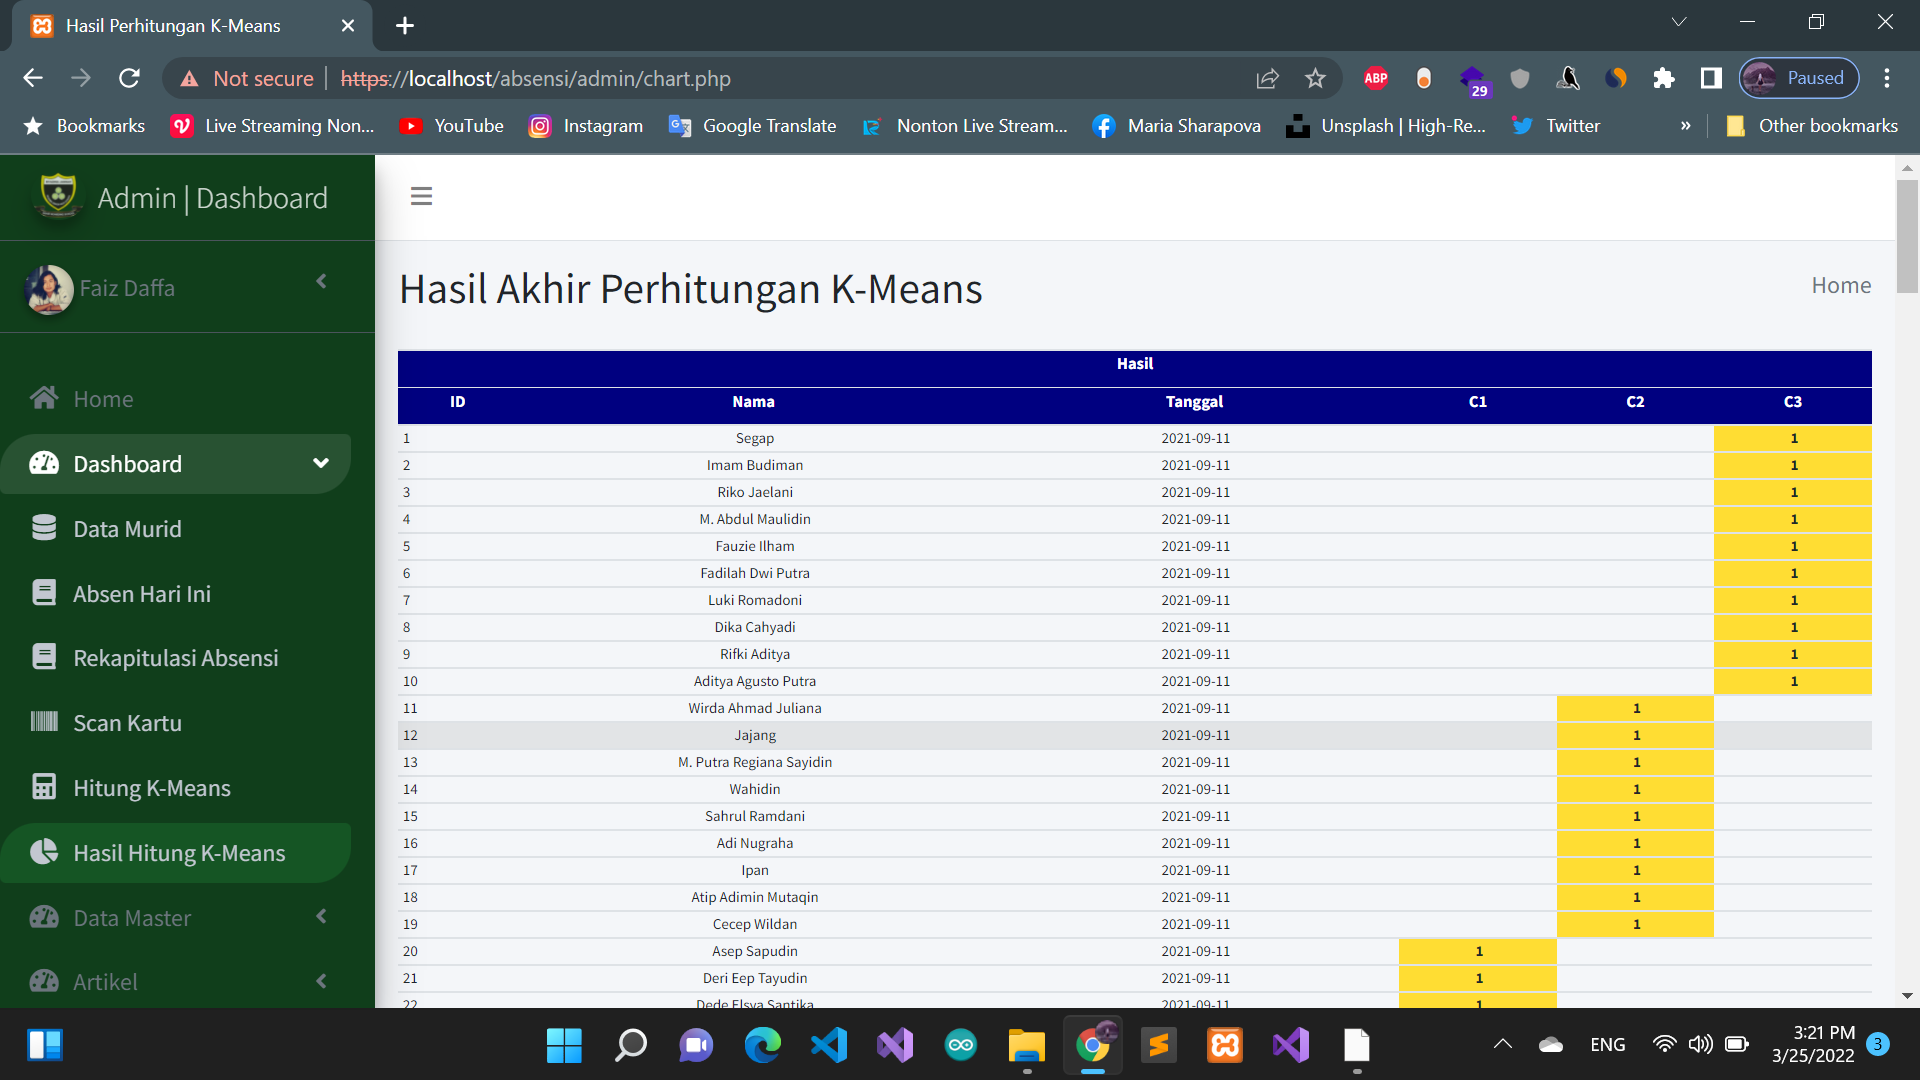 Hasil Perhitungan K-Means
Not secure | https://localhost/absensi/admin/chart.php
ABP
29
Paused
Bookmarks
Live Streaming Non...
YouTube
Instagram
Google Translate
Nonton Live Stream...
Maria Sharapova
Unsplash | High-Re...
Twitter
»
Other bookmarks
Admin | Dashboard
Faiz Daffa
Home
Dashboard
Data Murid
Absen Hari Ini
Rekapitulasi Absensi
Scan Kartu
Hitung K-Means
Hasil Hitung K-Means
Data Master
Artikel
Hasil Akhir Perhitungan K-Means
Home
Hasil
ID Nama Tanggal C1 C2 C3
1 Segap 2021-09-11 1
2 Imam Budiman 2021-09-11 1
3 Riko Jaelani 2021-09-11 1
4 M. Abdul Maulidin 2021-09-11 1
5 Fauzie Ilham 2021-09-11 1
6 Fadilah Dwi Putra 2021-09-11 1
7 Luki Romadoni 2021-09-11 1
8 Dika Cahyadi 2021-09-11 1
9 Rifki Aditya 2021-09-11 1
10 Aditya Agusto Putra 2021-09-11 1
11 Wirda Ahmad Juliana 2021-09-11 1
12 Jajang 2021-09-11 1
13 M. Putra Regiana Sayidin 2021-09-11 1
14 Wahidin 2021-09-11 1
15 Sahrul Ramdani 2021-09-11 1
16 Adi Nugraha 2021-09-11 1
17 Ipan 2021-09-11 1
18 Atip Adimin Mutaqin 2021-09-11 1
19 Cecep Wildan 2021-09-11 1
20 Asep Sapudin 2021-09-11 1
21 Deri Eep Tayudin 2021-09-11 1
22 Dede Elsya Santika 2021-09-11 1
ENG
3:21 PM
3/25/2022
3